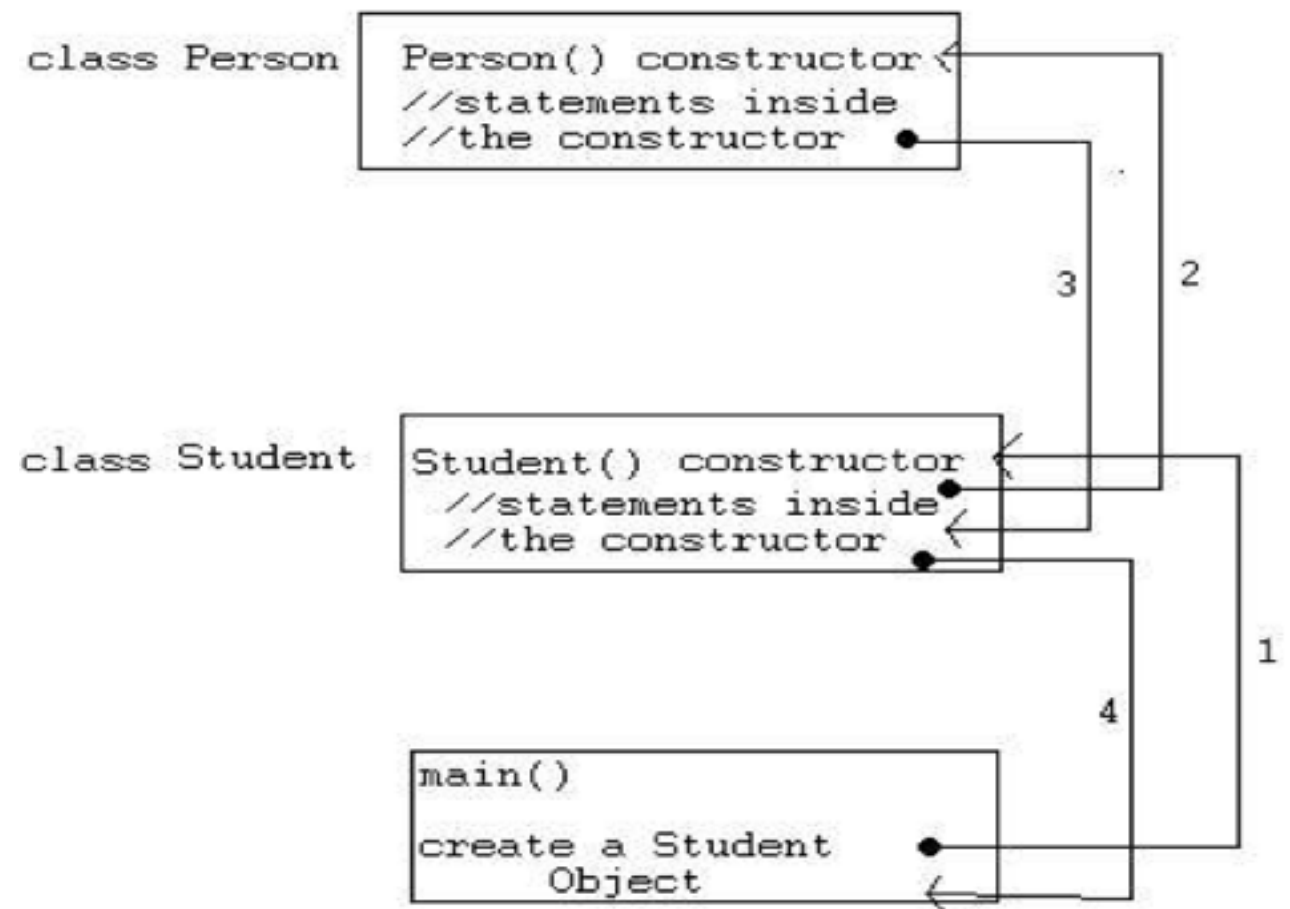 class Person
Person() constructor
//statements inside
//the constructor
3
2
class Student
Student() constructor
//statements inside
//the constructor
1
4
main()
create a Student
Object